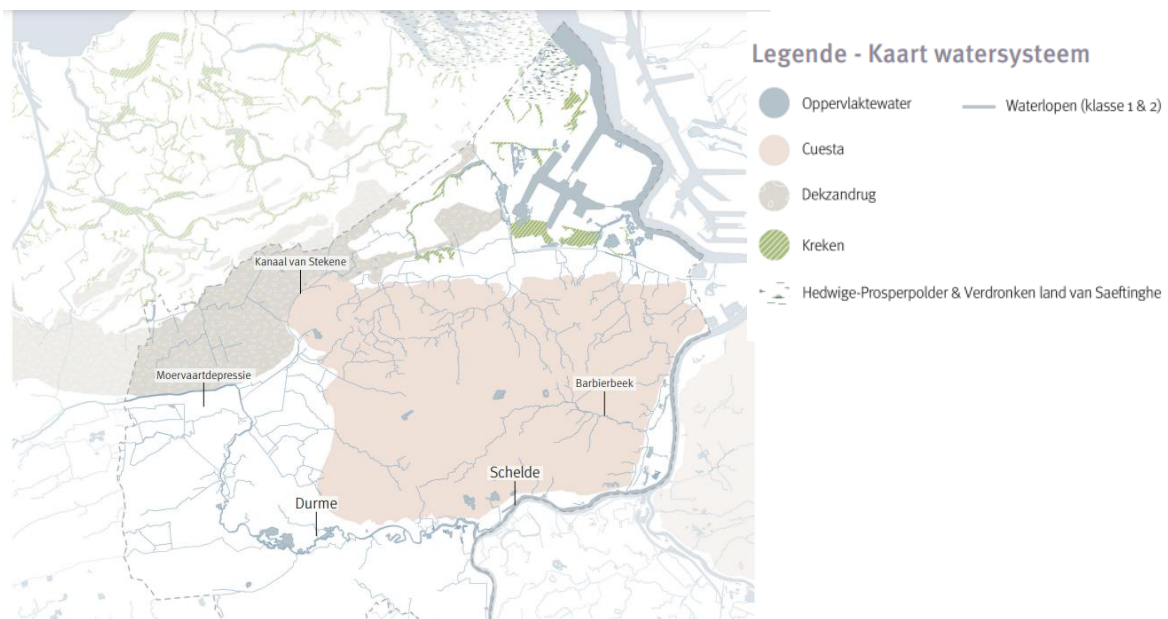 Legende - Kaart watersysteem
Oppervlaktewater
Waterlopen (klasse 1 & 2)
Cuesta
Dekzandrug
Kreken
Hedwige-Prosperpolder & Verdronken land van Saeftinghe
Kanaal van Stekene
Moervaartdepressie
Barbierbeek
Schelde
Durme